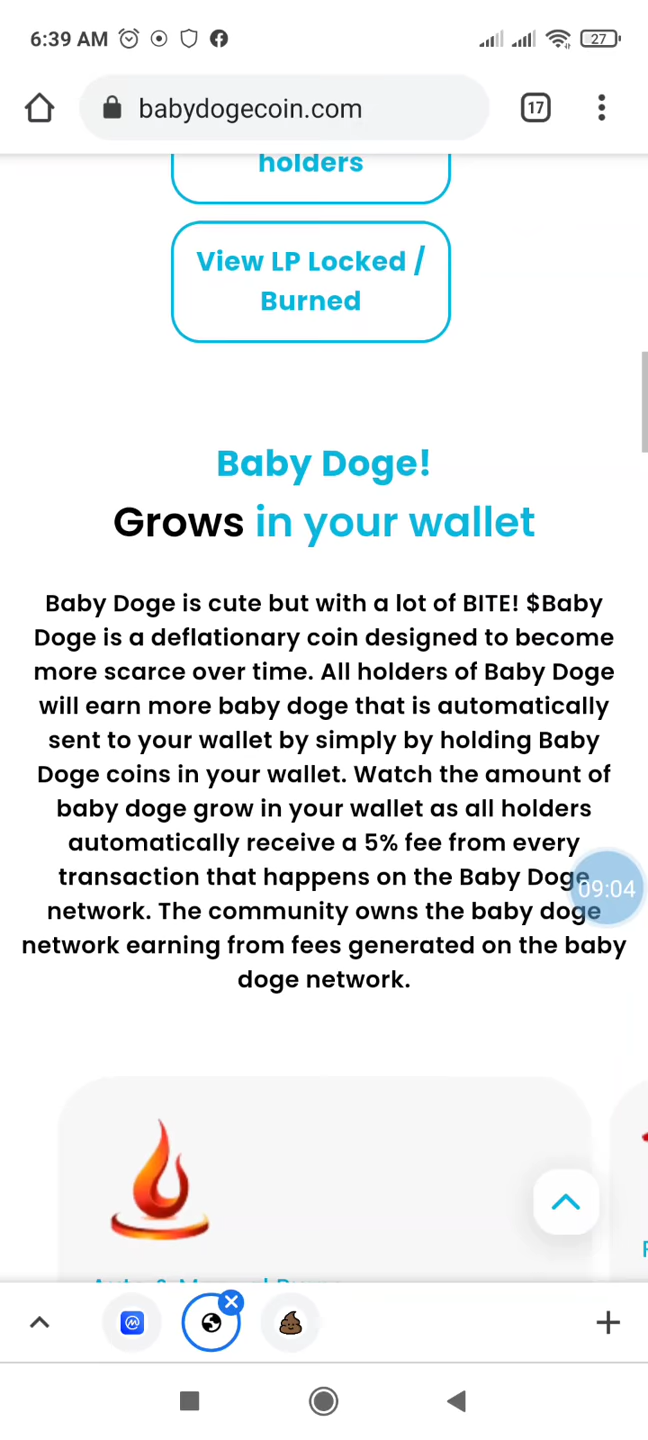 6:39 AM
27
babydogecoin.com
17
holders
View LP Locked /
Burned
Baby Doge!
Grows in your wallet
Baby Doge is cute but with a lot of BITE! $Baby
Doge is a deflationary coin designed to become
more scarce over time. All holders of Baby Doge
will earn more baby doge that is automatically
sent to your wallet by simply by holding Baby
Doge coins in your wallet. Watch the amount of
baby doge grow in your wallet as all holders
automatically receive a 5% fee from every
transaction that happens on the Baby Doge
09:04
network. The community owns the baby doge
network earning from fees generated on the baby
doge network.